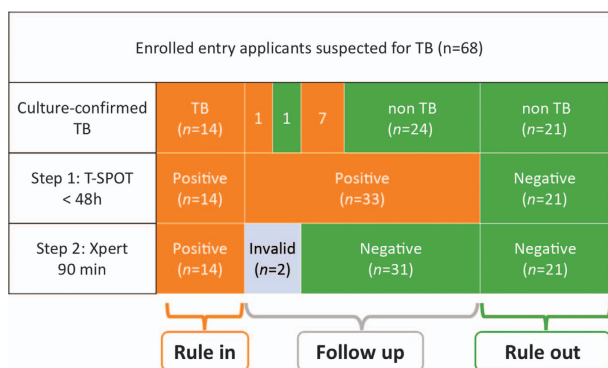 Enrolled entry applicants suspected for TB (n=68)
Culture-confirmed
TB
TB
(n=14)
1
1
7
non TB
(n=24)
non TB
(n=21)
Step 1: T-SPOT
< 48h
Positive
(n=14)
Positive
(n=33)
Negative
(n=21)
Step 2: Xpert
90 min
Positive
(n=14)
Invalid
(n=2)
Negative
(n=31)
Negative
(n=21)
Rule in
Follow up
Rule out